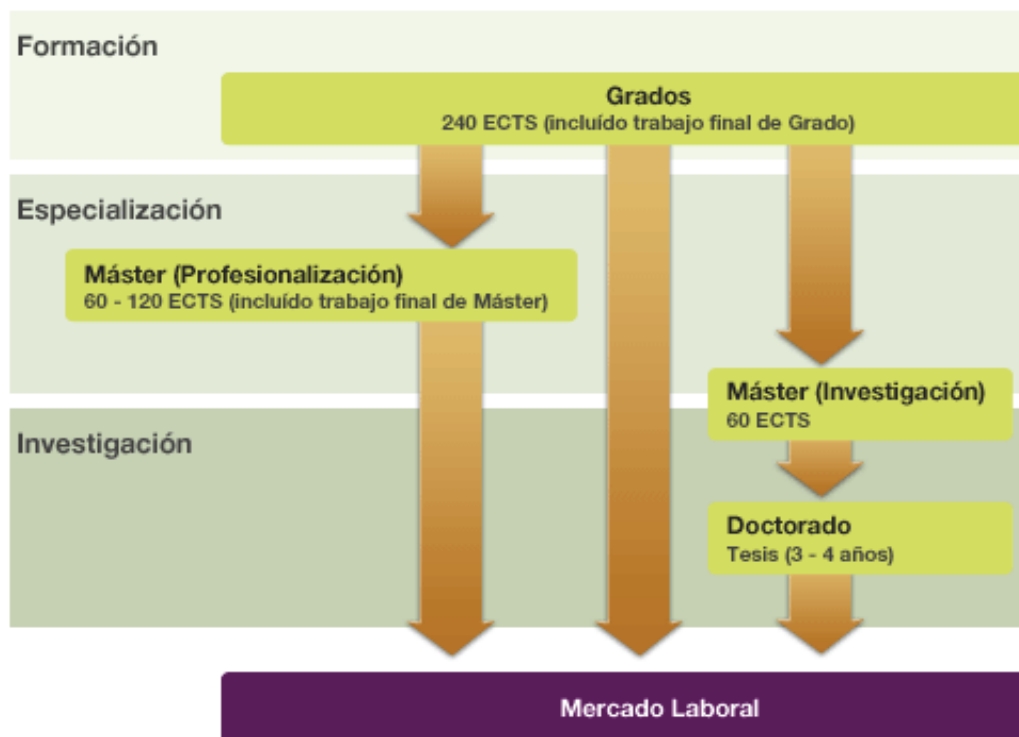 Formación
Grados
240 ECTS (incluído trabajo final de Grado)
Especialización
Máster (Profesionalización)
60 - 120 ECTS (incluído trabajo final de Máster)
Máster (Investigación)
60 ECTS
Investigación
Doctorado
Tesis (3 - 4 años)
Mercado Laboral